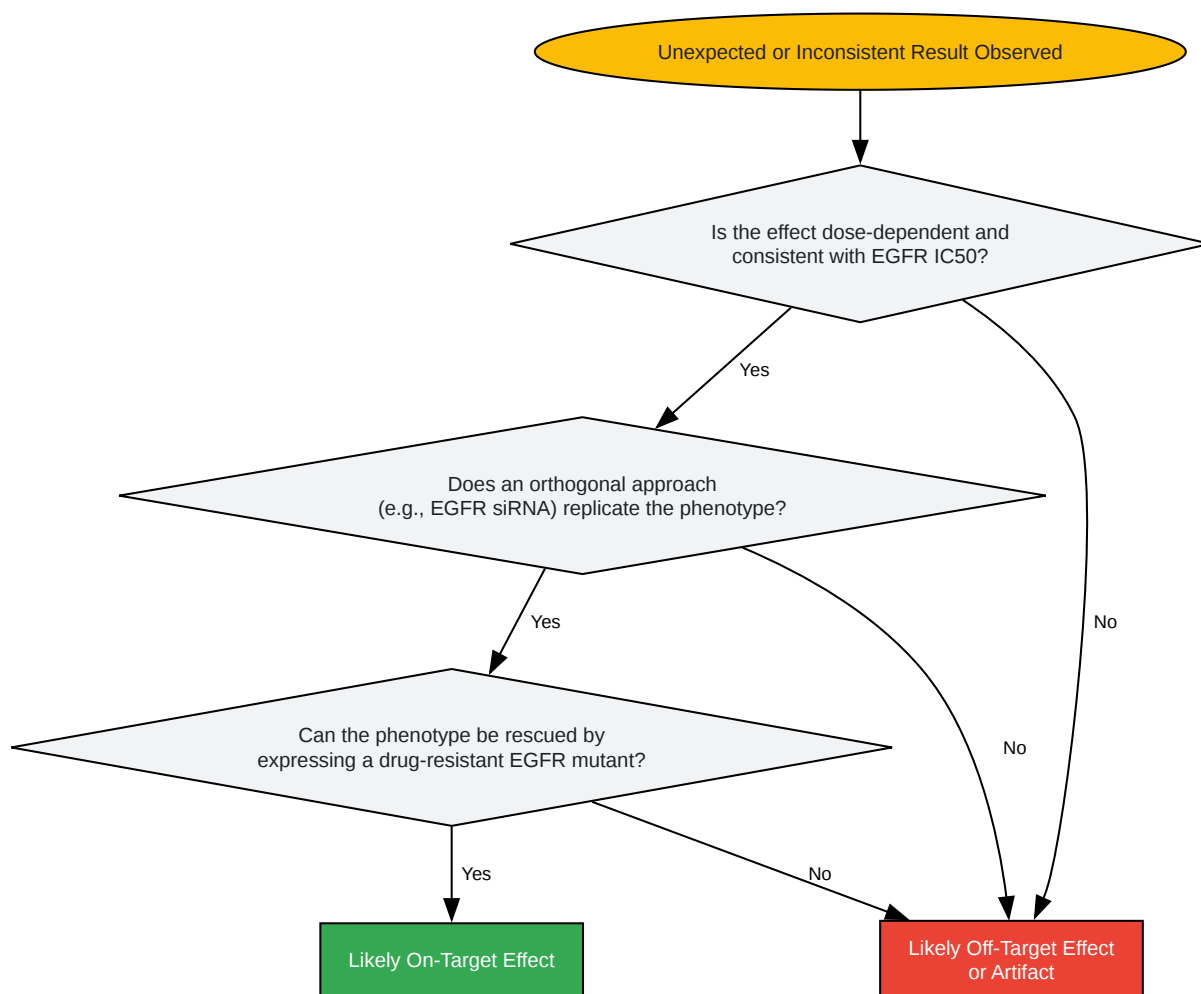 Unexpected or Inconsistent Result Observed
Is the effect dose-dependent and
consistent with EGFR IC50?
Yes
Does an orthogonal approach
(e.g., EGFR siRNA) replicate the phenotype?
Yes
No
Can the phenotype be rescued by
expressing a drug-resistant EGFR mutant?
No
Yes
No
Likely On-Target Effect
Likely Off-Target Effect
or Artifact